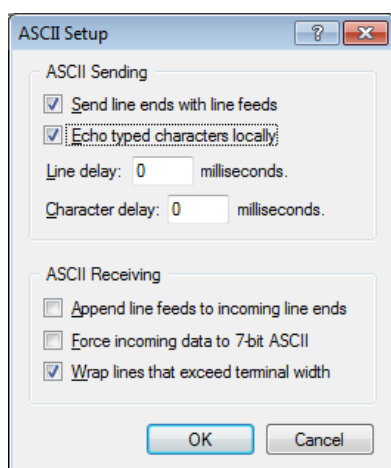 ASCII Setup
ASCII Sending
Send line ends with line feeds
Echo typed characters locally
Line delay: 0 milliseconds.
Character delay: 0 milliseconds.
ASCII Receiving
Append line feeds to incoming line ends
Force incoming data to 7-bit ASCII
Wrap lines that exceed terminal width
OK Cancel